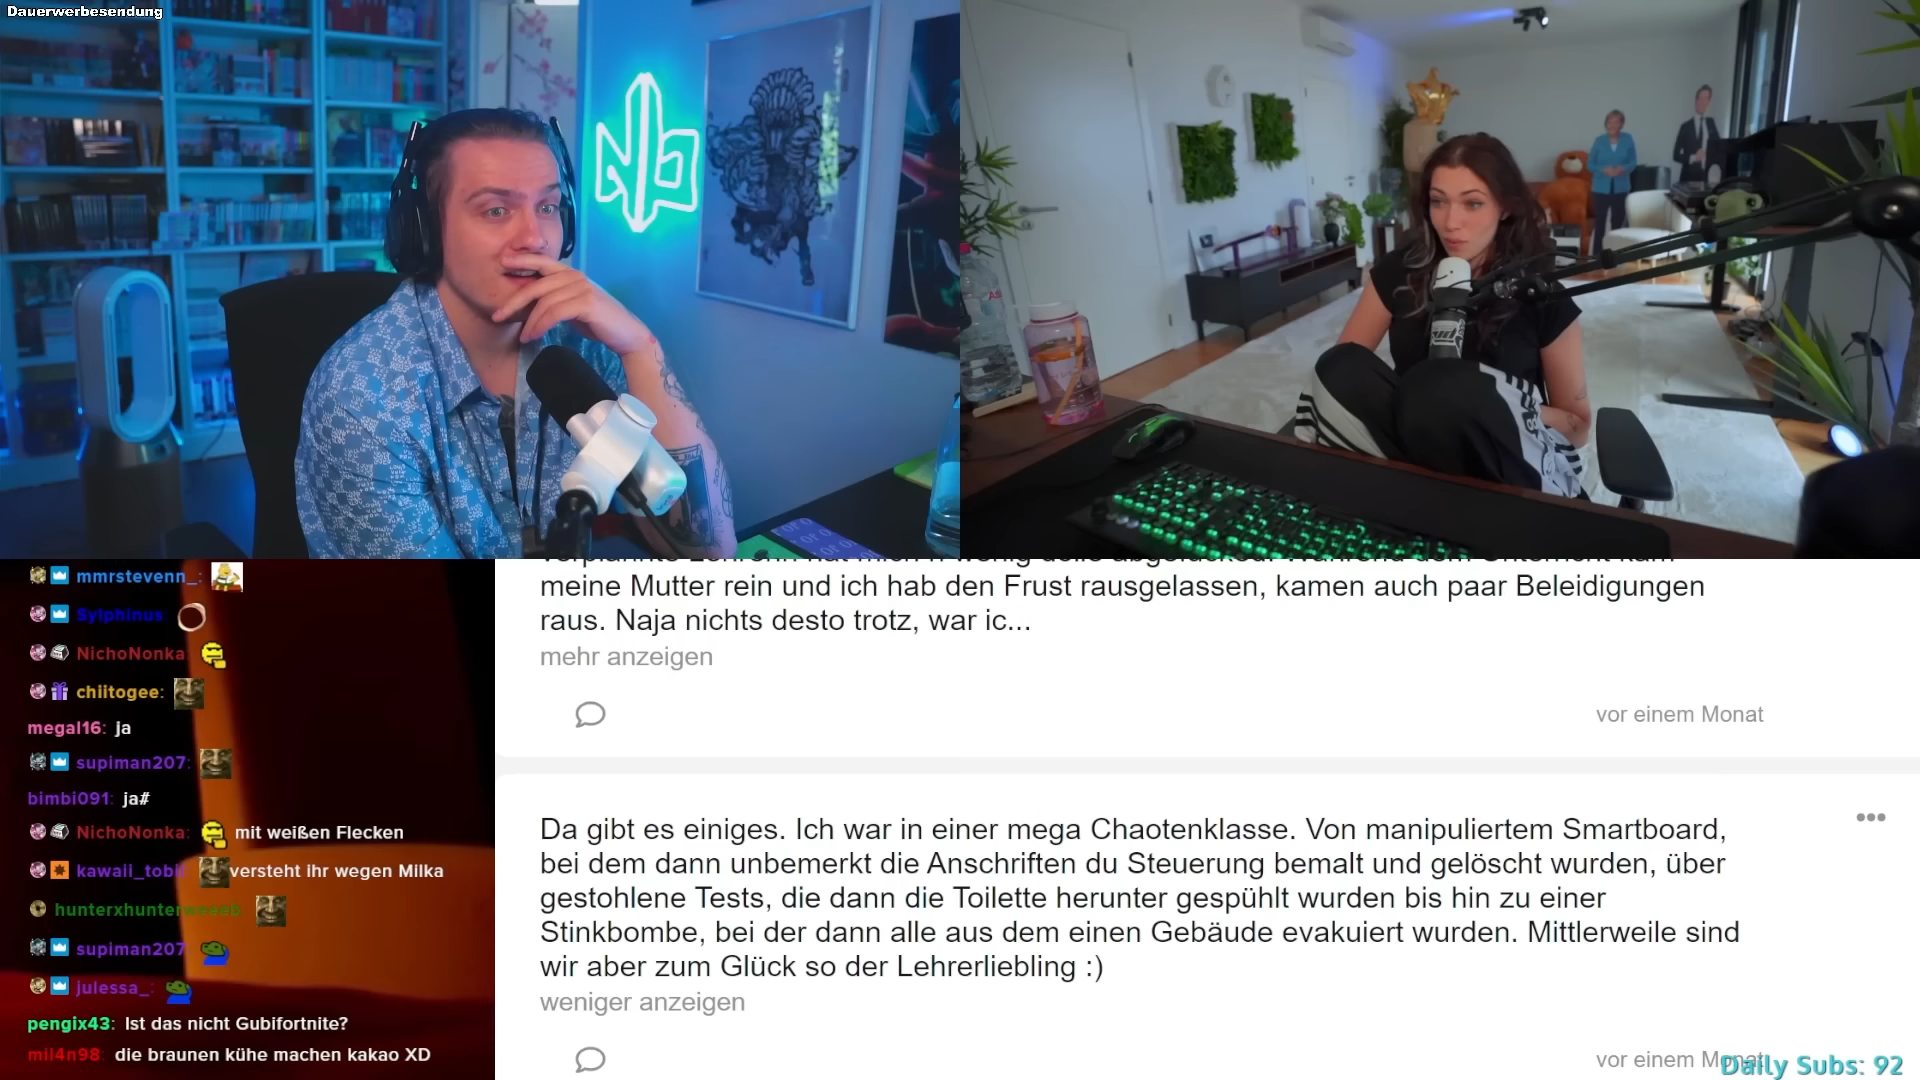 Dauerwerbesendung
mmrstevenn_:
Sylphinus
NichoNonka:
chiitogee:
megal16: ja
supiman207:
bimbi091: ja#
NichoNonka: mit weißen Flecken
kawaii_tobi versteht ihr wegen Milka
hunterxhunterweeeb
supiman207
julessa_:
pengix43: Ist das nicht Gubifortnite?
mil4n98: die braunen kühe machen kakao XD
meine Mutter rein und ich hab den Frust rausgelassen, kamen auch paar Beleidigungen
raus. Naja nichts desto trotz, war ic...
mehr anzeigen
vor einem Monat
Da gibt es einiges. Ich war in einer mega Chaotenklasse. Von manipuliertem Smartboard,
bei dem dann unbemerkt die Anschriften du Steuerung bemalt und gelöscht wurden, über
gestohlene Tests, die dann die Toilette herunter gespühlt wurden bis hin zu einer
Stinkbombe, bei der dann alle aus dem einen Gebäude evakuiert wurden. Mittlerweile sind
wir aber zum Glück so der Lehrerliebling :)
weniger anzeigen
vor einem Monat
Daily Subs: 92